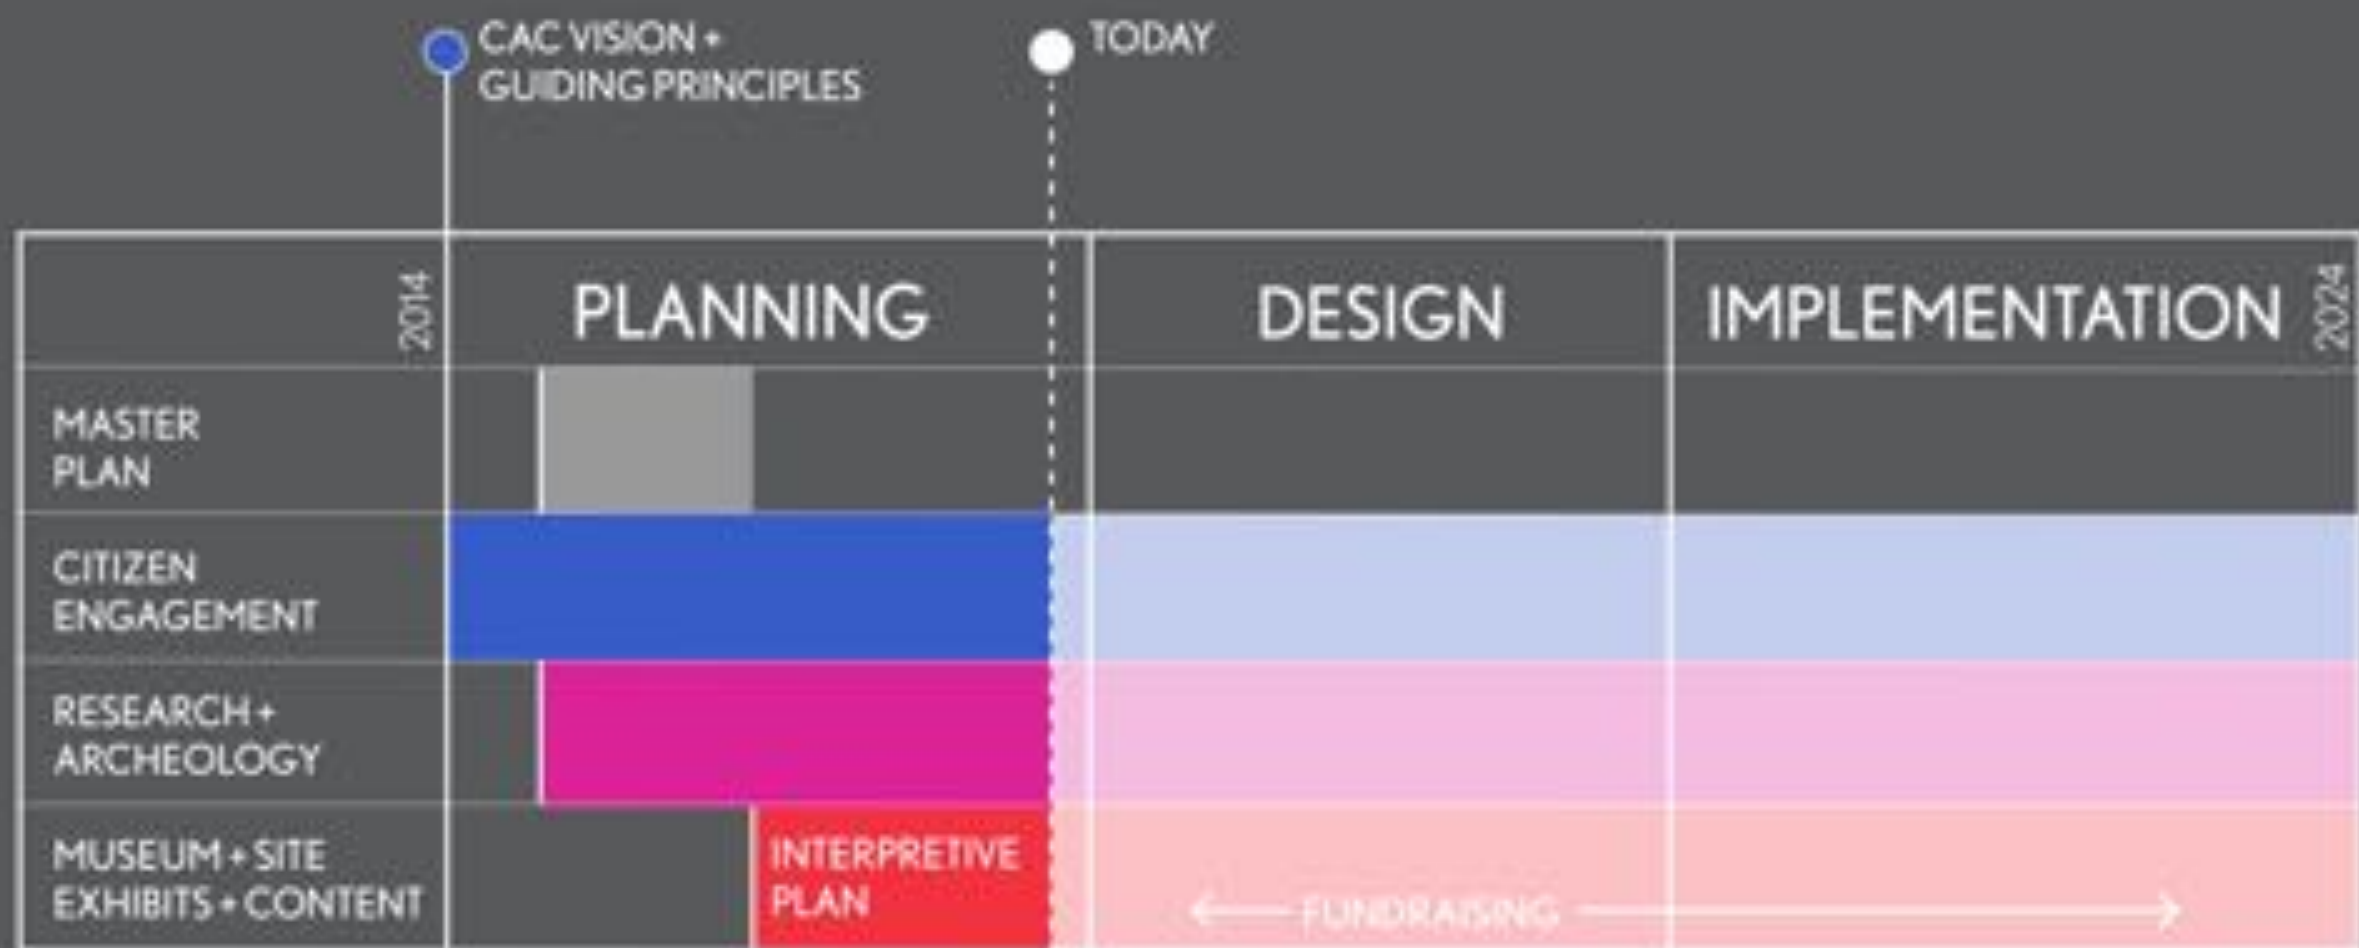 CAC VISION +
GUIDING PRINCIPLES
TODAY
2014
PLANNING
DESIGN
IMPLEMENTATION
2024
MASTER
PLAN
CITIZEN
ENGAGEMENT
RESEARCH +
ARCHEOLOGY
MUSEUM + SITE
EXHIBITS + CONTENT
INTERPRETIVE
PLAN
FUNDRAISING